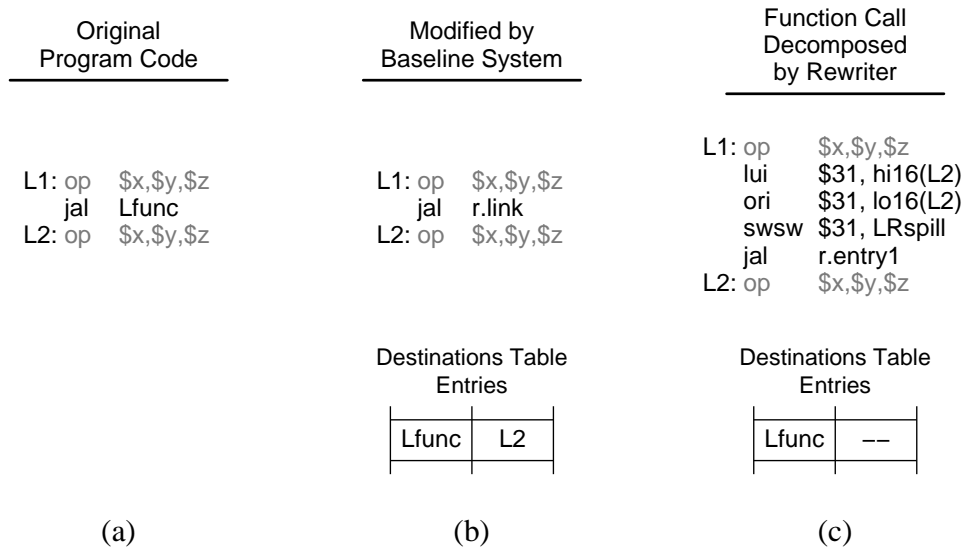 Original
Program Code
L1: op $x,$y,$z
jal Lfunc
L2: op $x,$y,$z
(a)
Modified by
Baseline System
L1: op $x,$y,$z
jal r.link
L2: op $x,$y,$z
Destinations Table
Entries
Lfunc L2
(b)
Function Call
Decomposed
by Rewriter
L1: op $x,$y,$z
lui $31, hi16(L2)
ori $31, lo16(L2)
swsw $31, LRspill
jal r.entry1
L2: op $x,$y,$z
Destinations Table
Entries
Lfunc −−
(c)